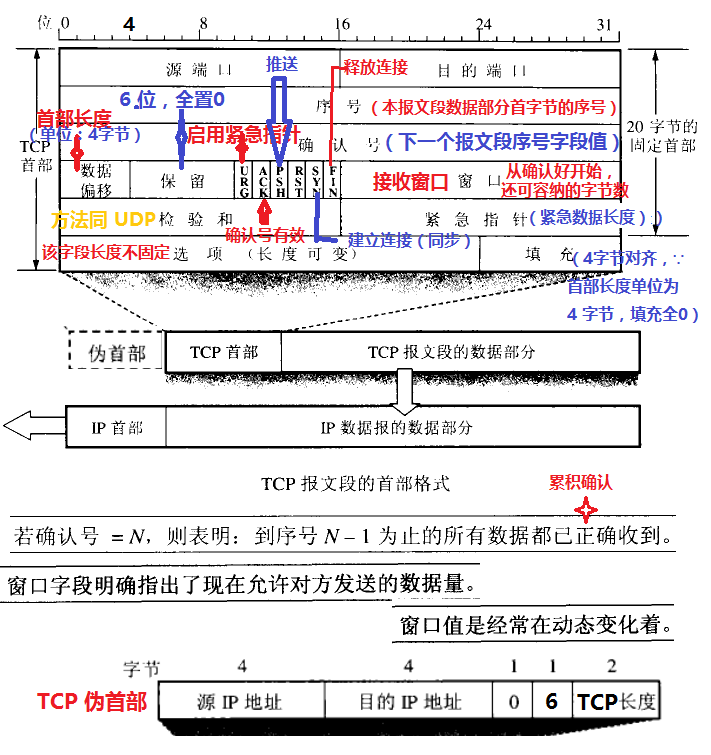 位 0 4 8 16 24 31
推送
源端口 释放连接 目的端口
6位，全置0
序号（本报文段数据部分首字节的序号）
首部长度
（单位：4字节） 启用紧急指针 确认号（下一个报文段序号字段值）
TCP 首部
20 字节的固定首部
数据偏移 保留 URG ACK PSH RST SYN FIN 接收窗口 窗口 从确认好开始，
还可容纳的字节数
方法同 UDP 检验和 紧急指针（紧急数据长度））
确认号有效 建立连接（同步）
该字段长度不固定 选项（长度可变） 填充
（4字节对齐，∵
首部长度单位为
4 字节，填充全0）
伪首部 TCP 首部 TCP 报文段的数据部分
IP 首部 IP 数据报的数据部分
TCP 报文段的首部格式
累积确认
若确认号 = N，则表明：到序号 N – 1 为止的所有数据都已正确收到。
窗口字段明确指出了现在允许对方发送的数据量。
窗口值是经常在动态变化着。
字节 4 4 1 1 2
TCP 伪首部 源 IP 地址 目的 IP 地址 0 6 TCP长度